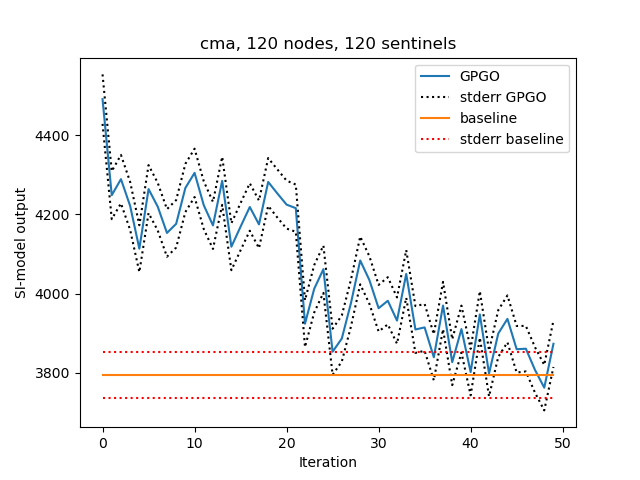 cma, 120 nodes, 120 sentinels
GPGO
stderr GPGO
baseline
stderr baseline
SI-model output
4400
4200
4000
3800
0 10 20 30 40 50
Iteration